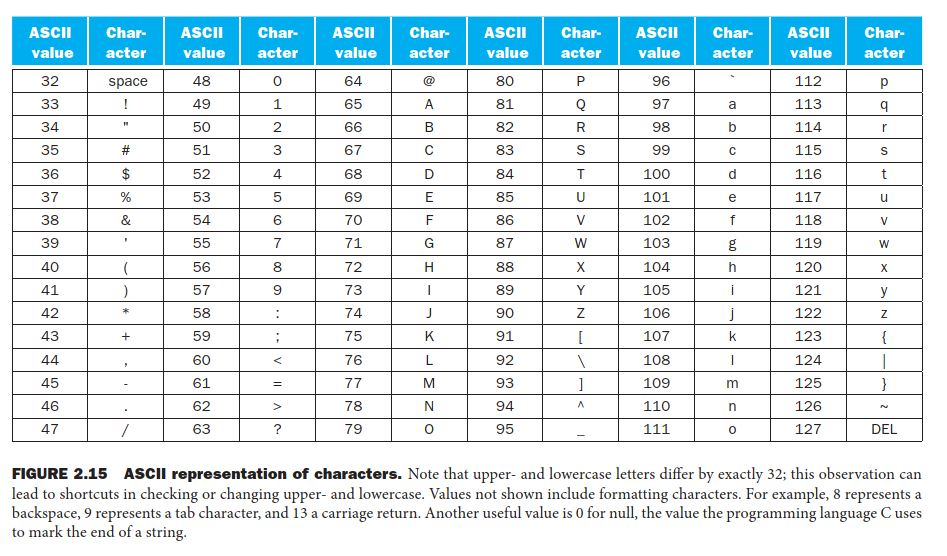 ASCII value Char- acter ASCII value Char- acter ASCII value Char- acter ASCII value Char- acter ASCII value Char- acter ASCII value Char- acter
32 space 48 0 64 @ 80 P 96 ` 112 p
33 ! 49 1 65 A 81 Q 97 a 113 q
34 " 50 2 66 B 82 R 98 b 114 r
35 # 51 3 67 C 83 S 99 c 115 s
36 $ 52 4 68 D 84 T 100 d 116 t
37 % 53 5 69 E 85 U 101 e 117 u
38 & 54 6 70 F 86 V 102 f 118 v
39 ' 55 7 71 G 87 W 103 g 119 w
40 ( 56 8 72 H 88 X 104 h 120 x
41 ) 57 9 73 I 89 Y 105 i 121 y
42 * 58 : 74 J 90 Z 106 j 122 z
43 + 59 ; 75 K 91 [ 107 k 123 {
44 , 60 < 76 L 92 \ 108 l 124 |
45 - 61 = 77 M 93 ] 109 m 125 }
46 . 62 > 78 N 94 ^ 110 n 126 ~
47 / 63 ? 79 O 95 _ 111 o 127 DEL
FIGURE 2.15 ASCII representation of characters. Note that upper- and lowercase letters differ by exactly 32; this observation can
lead to shortcuts in checking or changing upper- and lowercase. Values not shown include formatting characters. For example, 8 represents a
backspace, 9 represents a tab character, and 13 a carriage return. Another useful value is 0 for null, the value the programming language C uses
to mark the end of a string.